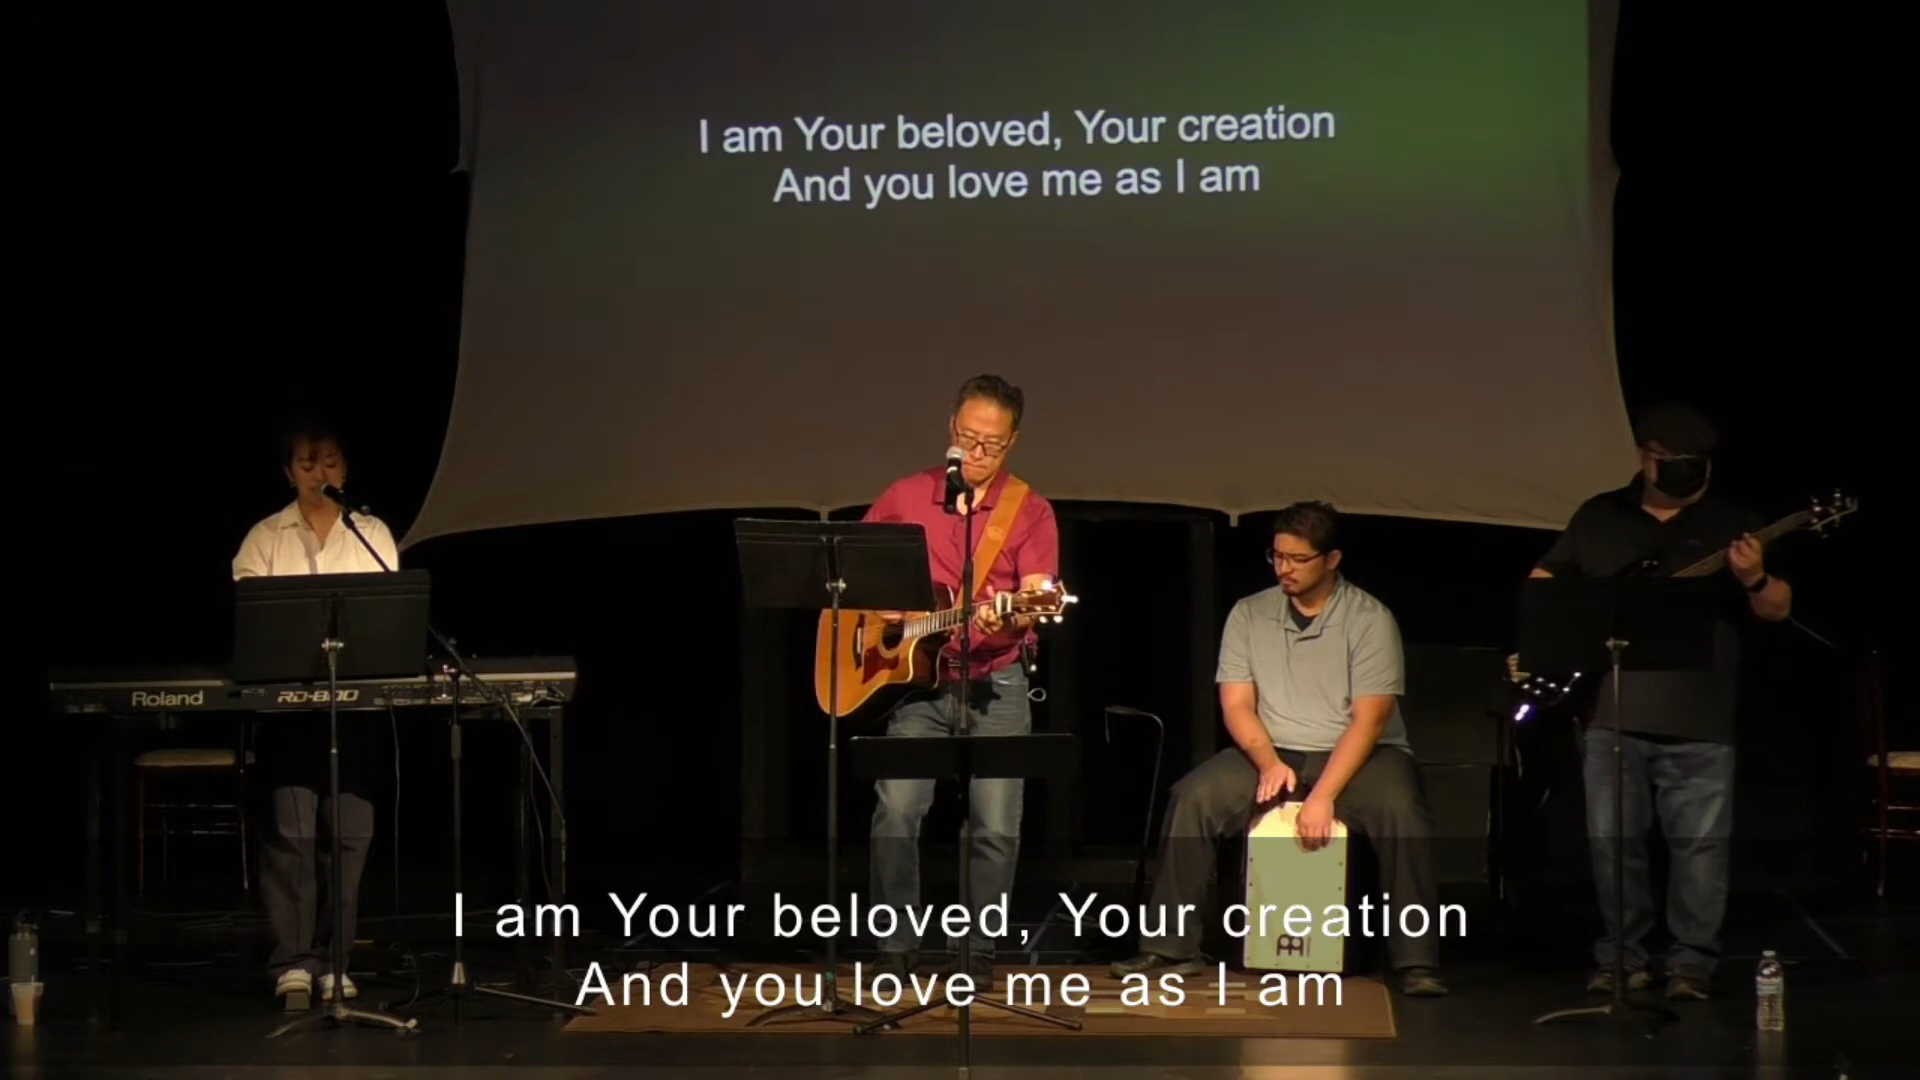 I am Your beloved, Your creation
And you love me as I am
Roland
RD-800
I am Your beloved, Your creation
And you love me as I am